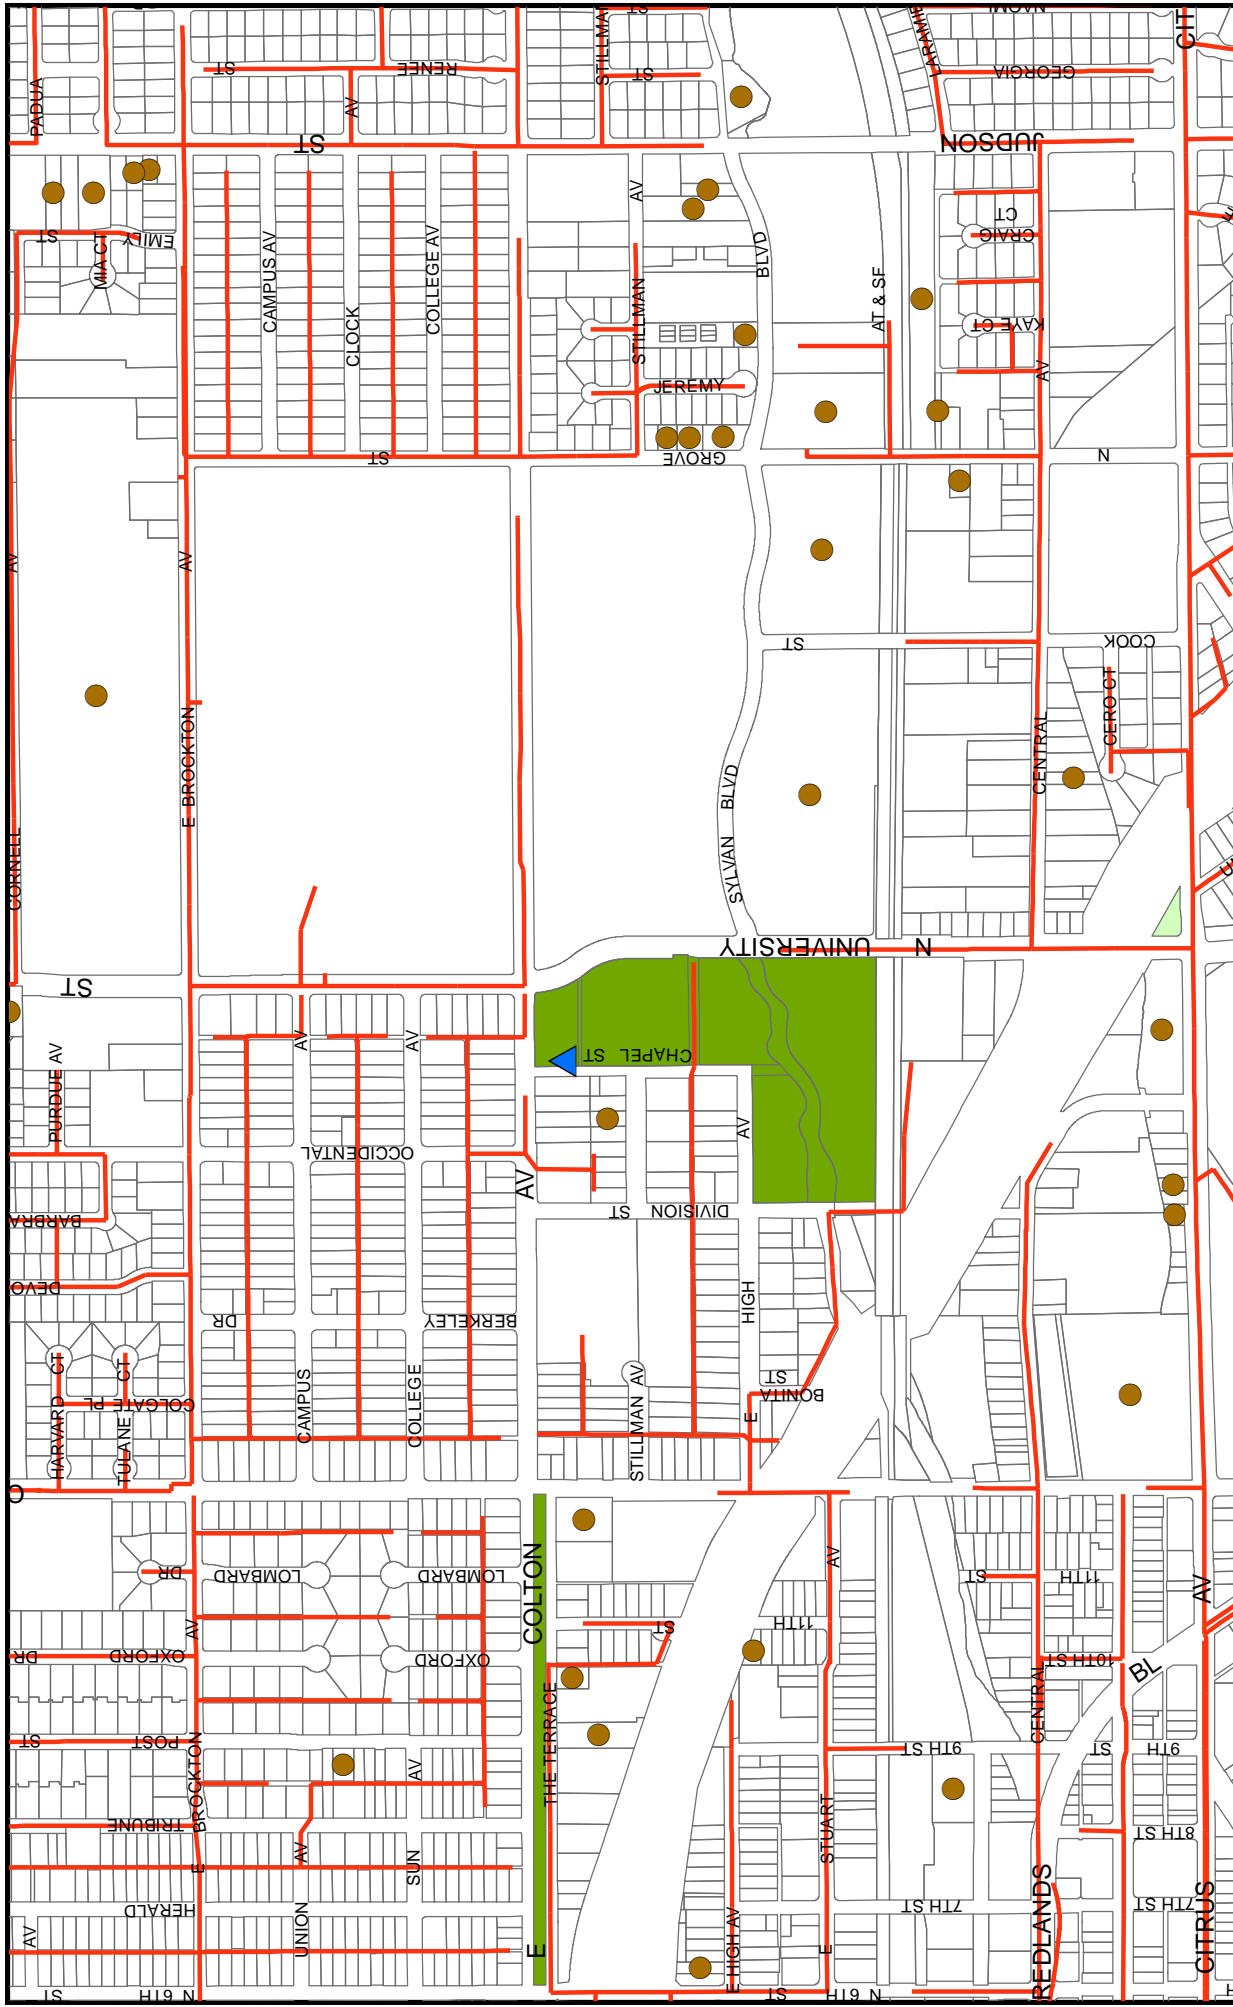 ST
NAOMI
CIT
PADUA
ST
RENEE
AV
STILLMAN
ST
LARAMIE
GEORGIA
ST
JUDSON
ST
MIA CT
EMILY
CAMPUS AV
CLOCK
COLLEGE AV
AV
STILLMAN
BLVD
AT & SF
CT
CRAIG
KAYE CT
AV
JEREMY
ST
GROVE
N
AV
AV
ST
COOK
CERO CT
CENTRAL
E BROCKTON
CORNELL
SYLVAN BLVD
N UNIVERSITY
ST
AV
AV
CHAPEL ST
PURDUE AV
OCCIDENTAL
AV
AV
DIVISION ST
BARBRA
DEVO
DR
BERKELEY
HIGH
HARVARD CT
TULANE CT
COLGATE PL
CAMPUS
COLLEGE
STILLMAN AV
BONITA
ST
E
DR
LOMBARD
LOMBARD
COLTON
AV
ST
11TH
AV
DR
OXFORD
AV
OXFORD
ST
11TH
10TH ST
BL
CENTRAL
ST
POST
E BROCKTON
AV
THE TERRACE
9TH ST
ST
9TH
TRIBUNE
AV
SUN
STUART
8TH ST
HERALD
AV
UNION
E
E HIGH AV
E
7TH ST
REDLANDS
7TH ST
CITRUS
ST
N 6TH
ST
N 6TH